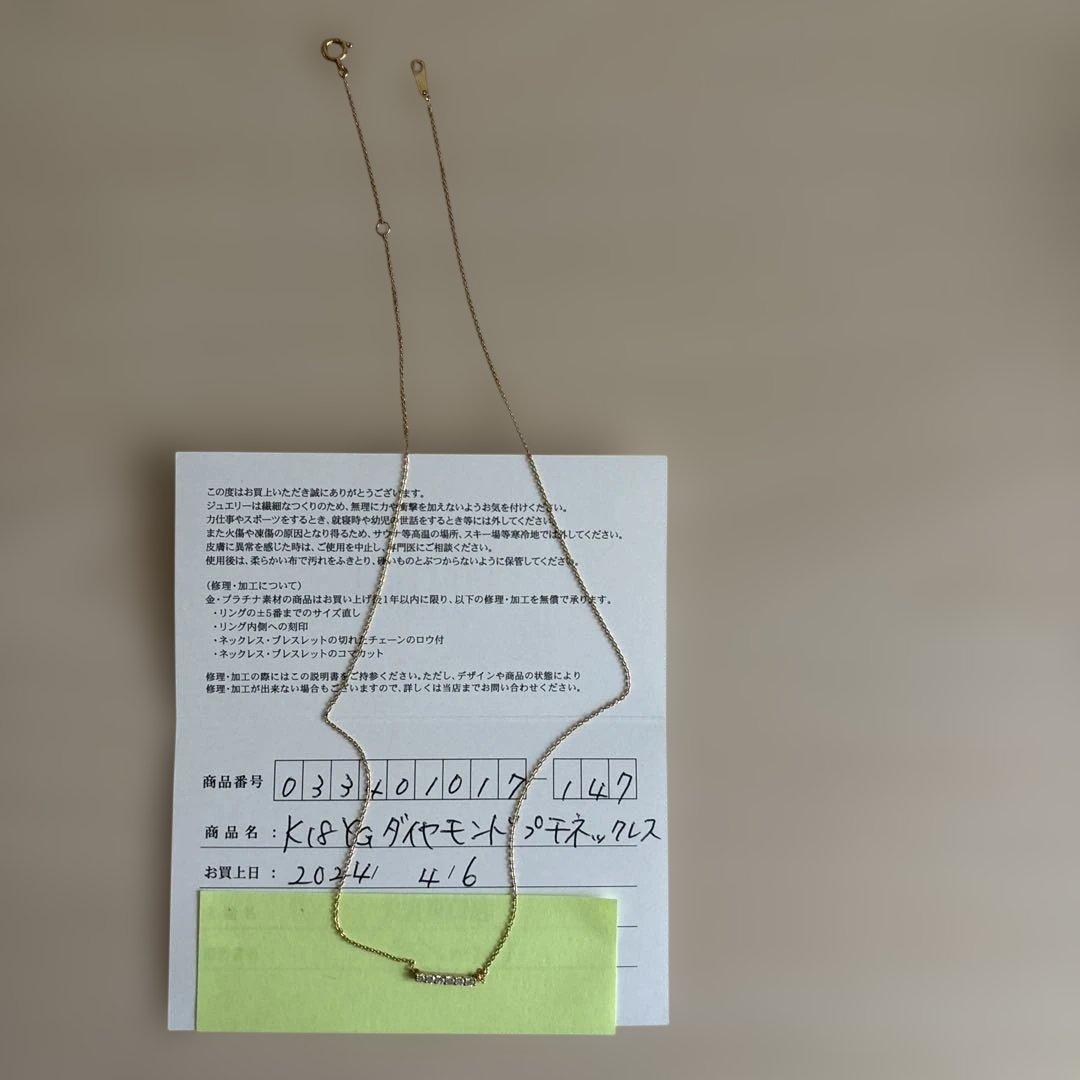 この度はお買上いただき誠にありがとうございます。
ジュエリーは繊細なつくりのため、無理に力や衝撃を加えないようお気を付けください。
力仕事やスポーツをするとき、就寝時や幼児の世話をするとき等には外してください。
また火傷や凍傷の原因となり得るため、サウナ等高温の場所、スキー場等寒冷地では外してください。
皮膚に異常を感じた時は、ご使用を中止し、専門医にご相談ください。
使用後は、柔らかい布で汚れをふきとり、硬いものとぶつからないように保管してください。
（修理・加工について）
金・プラチナ素材の商品はお買い上げ後1年以内に限り、以下の修理・加工を無償で承ります。
・リングの±5番までのサイズ直し
・リング内側への刻印
・ネックレス・ブレスレットの切れたチェーンのロウ付
・ネックレス・ブレスレットのコマカット
修理・加工の際にはこの説明書をご持参ください。ただし、デザインや商品の状態により
修理・加工が出来ない場合もございますので、詳しくは当店までお問い合わせください。
商品番号 033 01017-147
商品名：K18YGダイヤモンド プチネックレス
お買上日：2024 4 6